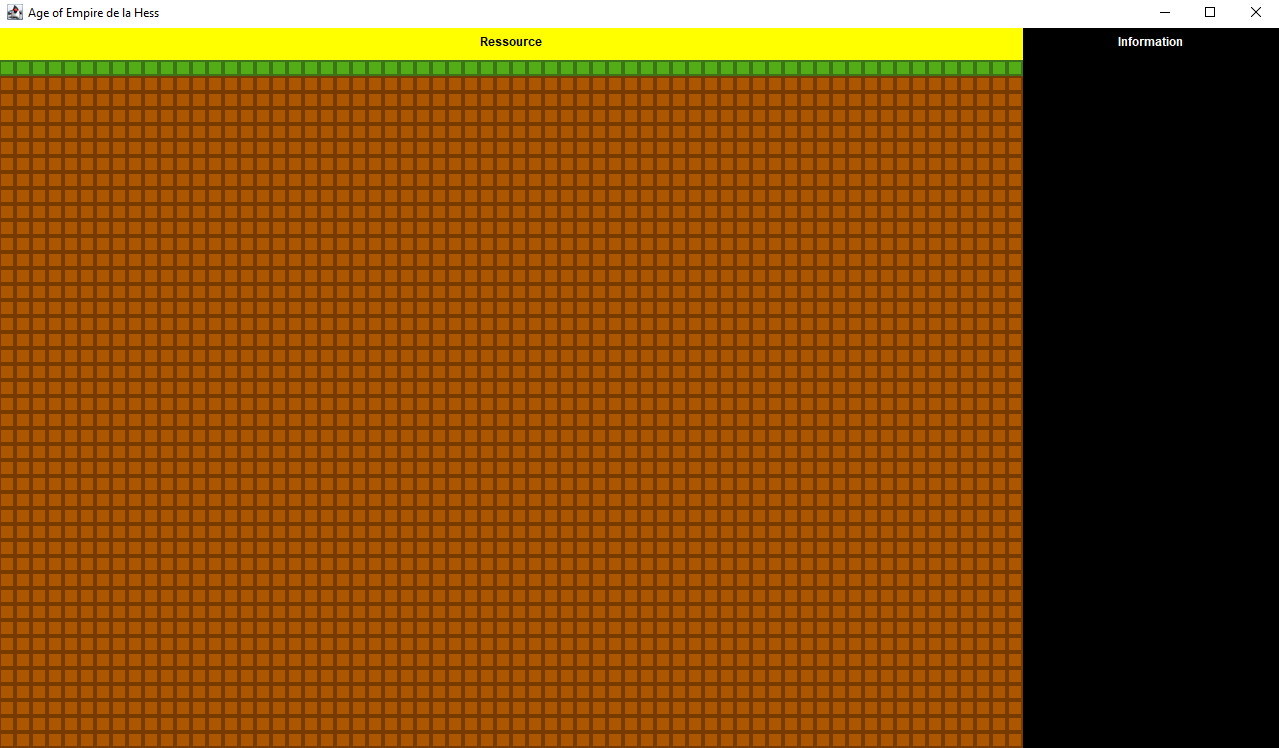 Age of Empire de la Hess
Ressource
Information